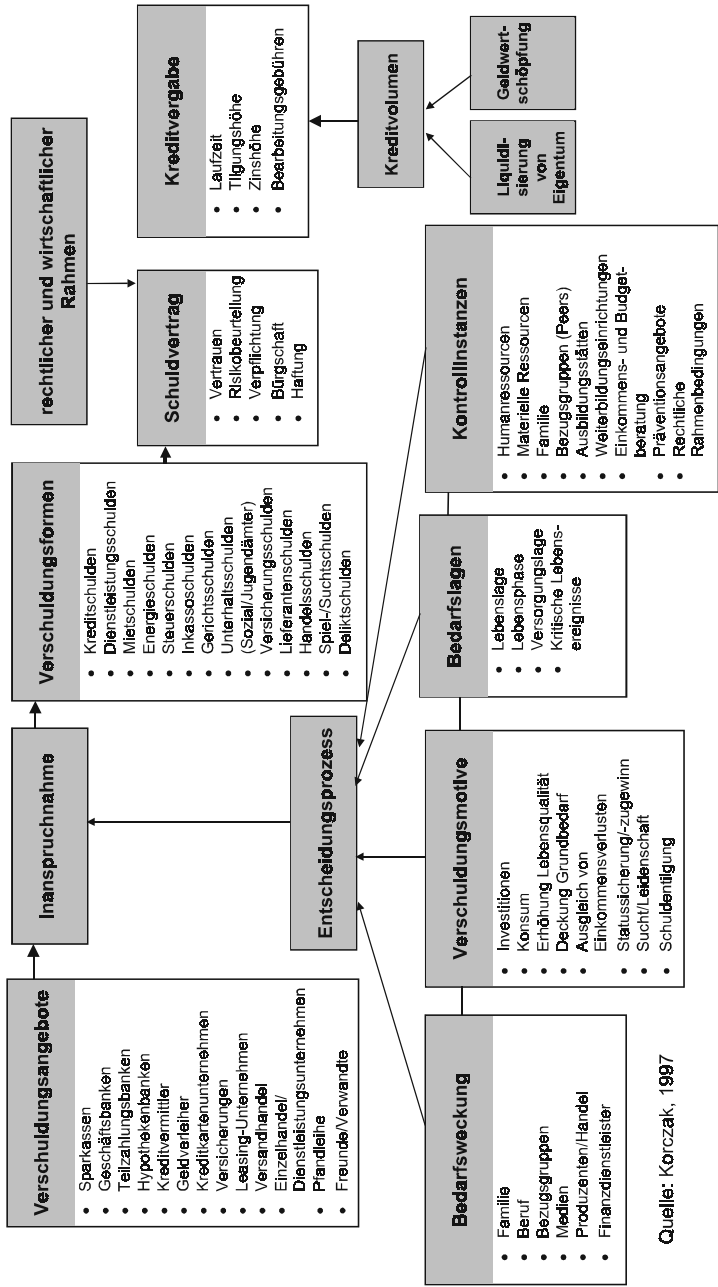 Verschuldungsangebote
• Sparkassen
• Geschäftsbanken
• Teilzahlungsbanken
• Hypothekenbanken
• Kreditvermittler
• Geldverleiher
• Kreditkartenunternehmen
• Versicherungen
• Leasing-Unternehmen
• Versandhandel
• Einzelhandel/
Dienstleistungsunternehmen
• Pfandleihe
• Freunde/Verwandte
Inanspruchnahme
Verschuldungsformen
• Kreditschulden
• Dienstleistungsschulden
• Mietschulden
• Energieschulden
• Steuerschulden
• Inkassoschulden
• Gerichtsschulden
• Unterhaltsschulden
(Sozial/Jugendämter)
• Versicherungsschulden
• Lieferantenschulden
• Handelsschulden
• Spiel-/Suchtschulden
• Deliktschulden
rechtlicher und wirtschaftlicher
Rahmen
Schuldvertrag
• Vertrauen
• Risikobeurteilung
• Verpflichtung
• Bürgschaft
• Haftung
Kreditvergabe
• Laufzeit
• Tilgungshöhe
• Zinshöhe
• Bearbeitungsgebühren
Kreditvolumen
Liquidi-
sierung
von
Eigentum
Geldwert-
schöpfung
Entscheidungsprozess
Bedarfsweckung
• Familie
• Beruf
• Bezugsgruppen
• Medien
• Produzenten/Handel
• Finanzdienstleister
Verschuldungsmotive
• Investitionen
• Konsum
• Erhöhung Lebensqualität
• Deckung Grundbedarf
• Ausgleich von
Einkommensverlusten
• Statussicherung/-zugewinn
• Sucht/Leidenschaft
• Schuldentilgung
Bedarfslagen
• Lebenslage
• Lebensphase
• Versorgungslage
• Kritische Lebens-
ereignisse
Kontrollinstanzen
• Humanressourcen
• Materielle Ressourcen
• Familie
• Bezugsgruppen (Peers)
• Ausbildungsstätten
• Weiterbildungseinrichtungen
• Einkommens- und Budget-
beratung
• Präventionsangebote
• Rechtliche
Rahmenbedingungen
Quelle: Korczak, 1997